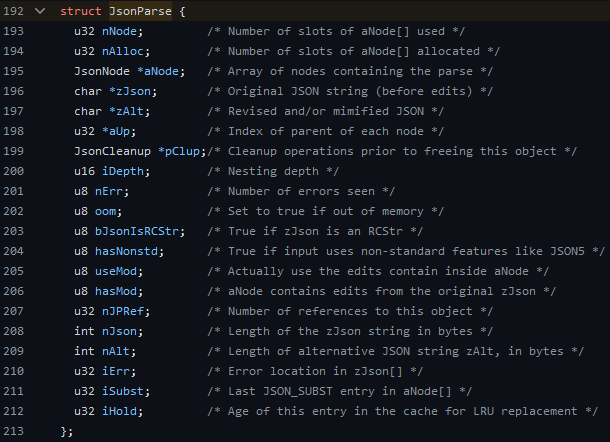 192 struct JsonParse {
193 u32 nNode; /* Number of slots of aNode[] used */
194 u32 nAlloc; /* Number of slots of aNode[] allocated */
195 JsonNode *aNode; /* Array of nodes containing the parse */
196 char *zJson; /* Original JSON string (before edits) */
197 char *zAlt; /* Revised and/or mimified JSON */
198 u32 *aUp; /* Index of parent of each node */
199 JsonCleanup *pClup;/* Cleanup operations prior to freeing this object */
200 u16 iDepth; /* Nesting depth */
201 u8 nErr; /* Number of errors seen */
202 u8 oom; /* Set to true if out of memory */
203 u8 bJsonIsRCStr; /* True if zJson is an RCStr */
204 u8 hasNonstd; /* True if input uses non-standard features like JSON5 */
205 u8 useMod; /* Actually use the edits contain inside aNode */
206 u8 hasMod; /* aNode contains edits from the original zJson */
207 u32 nJPRef; /* Number of references to this object */
208 int nJson; /* Length of the zJson string in bytes */
209 int nAlt; /* Length of alternative JSON string zAlt, in bytes */
210 u32 iErr; /* Error location in zJson[] */
211 u32 iSubst; /* Last JSON_SUBST entry in aNode[] */
212 u32 iHold; /* Age of this entry in the cache for LRU replacement */
213 };